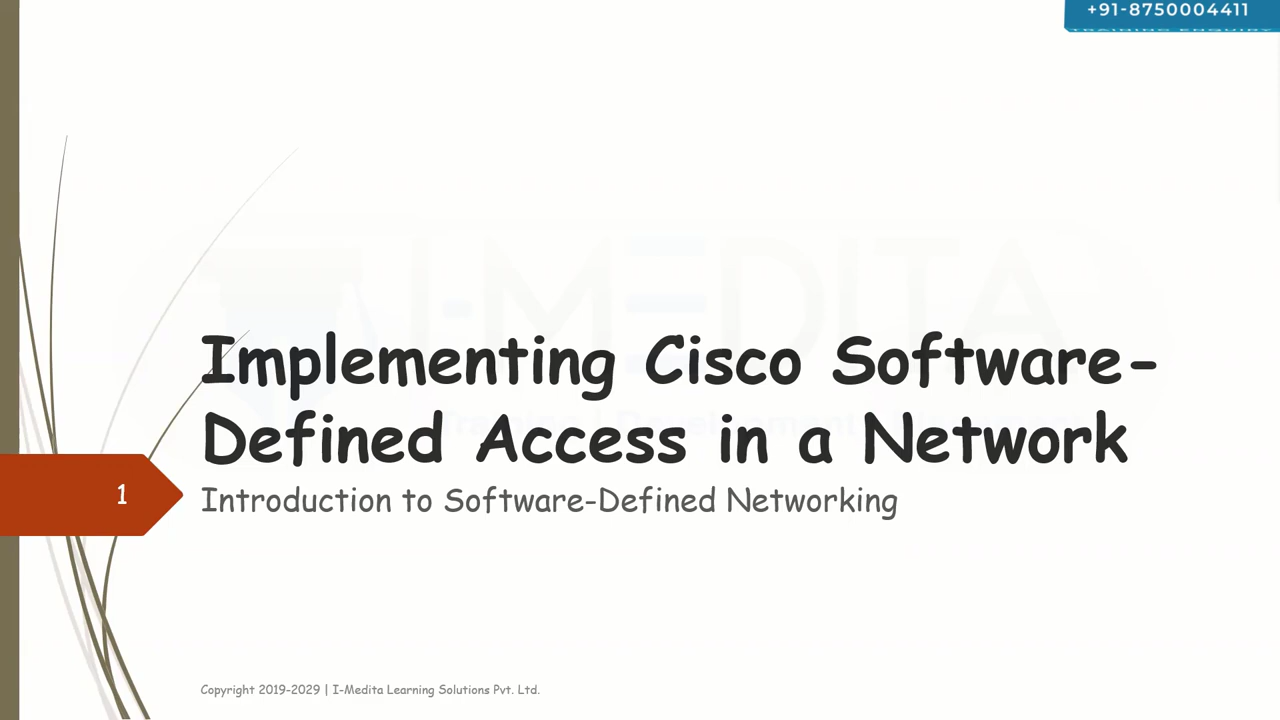 +91-8750004411
I-MEDITA
Implementing Cisco Software-
Defined Access in a Network
1
Introduction to Software-Defined Networking
Copyright 2019-2029 | I-Medita Learning Solutions Pvt. Ltd.